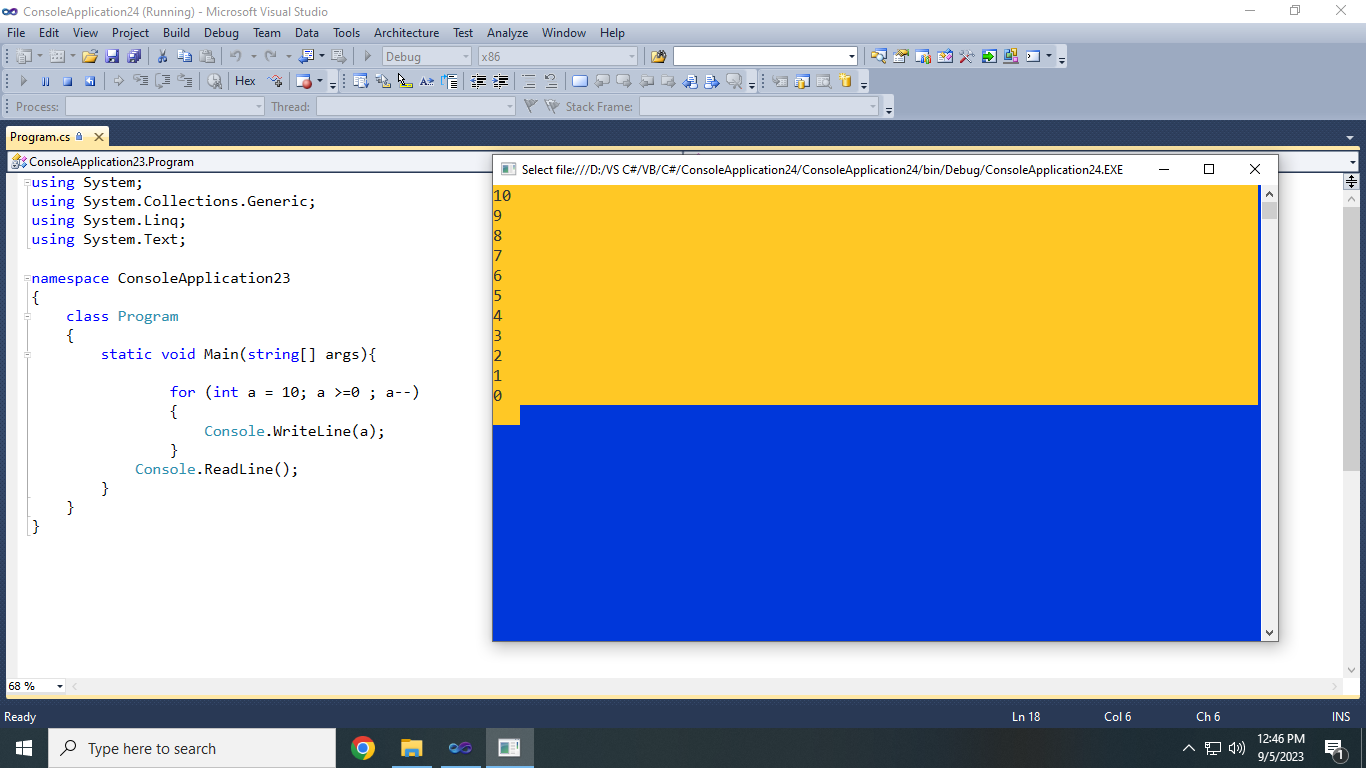 ConsoleApplication24 (Running) - Microsoft Visual Studio
File Edit View Project Build Debug Team Data Tools Architecture Test Analyze Window Help
Debug x86
Hex
Process: Thread: Stack Frame:
Program.cs
ConsoleApplication23.Program
using System;
using System.Collections.Generic;
using System.Linq;
using System.Text;
namespace ConsoleApplication23
{
class Program
{
static void Main(string[] args){
for (int a = 10; a >=0 ; a--)
{
Console.WriteLine(a);
}
Console.ReadLine();
}
}
}
Select file:///D:/VS C#/VB/C#/ConsoleApplication24/ConsoleApplication24/bin/Debug/ConsoleApplication24.EXE
10
9
8
7
6
5
4
3
2
1
0
68 %
Ready Ln 18 Col 6 Ch 6 INS
Type here to search
12:46 PM
9/5/2023
1